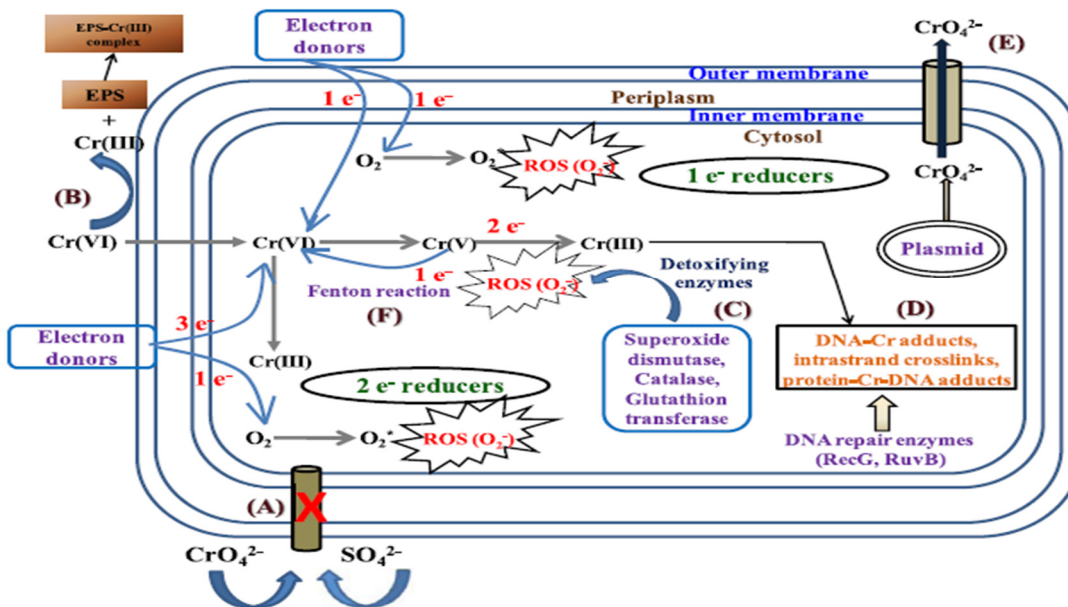 EPS-Cr(III)
complex
EPS
+
Cr(III)
(B)
Cr(VI)
Electron
donors
1 e⁻
1 e⁻
Outer membrane
Periplasm
Inner membrane
Cytosol
CrO₄²⁻
(E)
CrO₄²⁻
Plasmid
O₂
O₂
ROS (O₂⁻)
1 e⁻ reducers
Cr(VI)
Cr(V)
2 e⁻
Cr(III)
1 e⁻
Fenton reaction
(F)
ROS (O₂⁻)
Detoxifying
enzymes
(C)
Superoxide
dismutase,
Catalase,
Glutathion
transferase
(D)
DNA-Cr adducts,
intrastrand crosslinks,
protein-Cr-DNA adducts
DNA repair enzymes
(RecG, RuvB)
Electron
donors
3 e⁻
1 e⁻
Cr(III)
2 e⁻ reducers
O₂
O₂*
ROS (O₂⁻)
(A)
X
CrO₄²⁻
SO₄²⁻